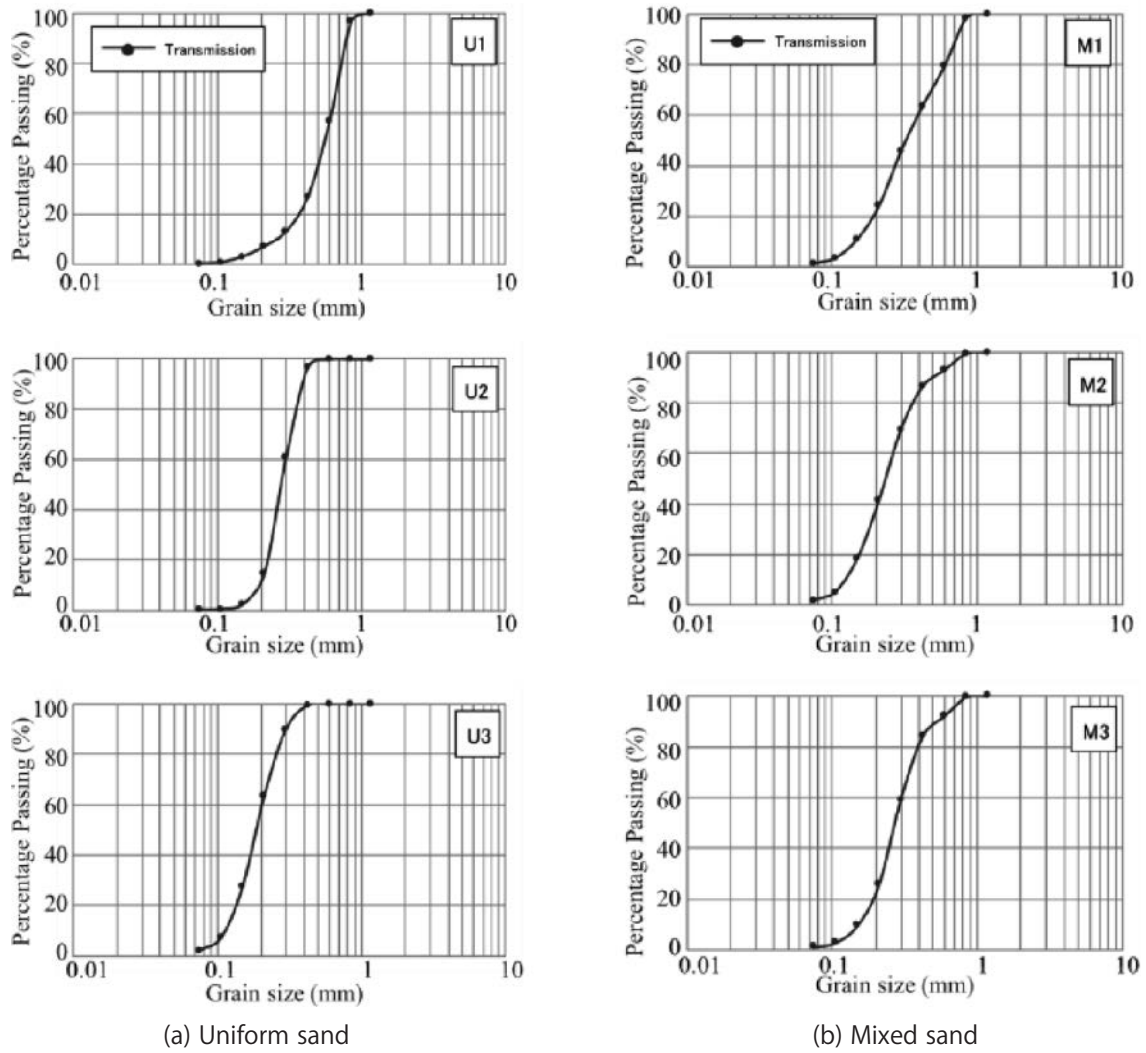 Percentage Passing (%)
100
80
60
40
20
0
Transmission
U1
0.01
0.1
1
10
Grain size (mm)
Percentage Passing (%)
100
80
60
40
20
0
Transmission
M1
0.01
0.1
1
10
Grain size (mm)
Percentage Passing (%)
100
80
60
40
20
0
U2
0.01
0.1
1
10
Grain size (mm)
Percentage Passing (%)
100
80
60
40
20
0
M2
0.01
0.1
1
10
Grain size (mm)
Percentage Passing (%)
100
80
60
40
20
0
U3
0.01
0.1
1
10
Grain size (mm)
Percentage Passing (%)
100
80
60
40
20
0
M3
0.01
0.1
1
10
Grain size (mm)
(a) Uniform sand
(b) Mixed sand